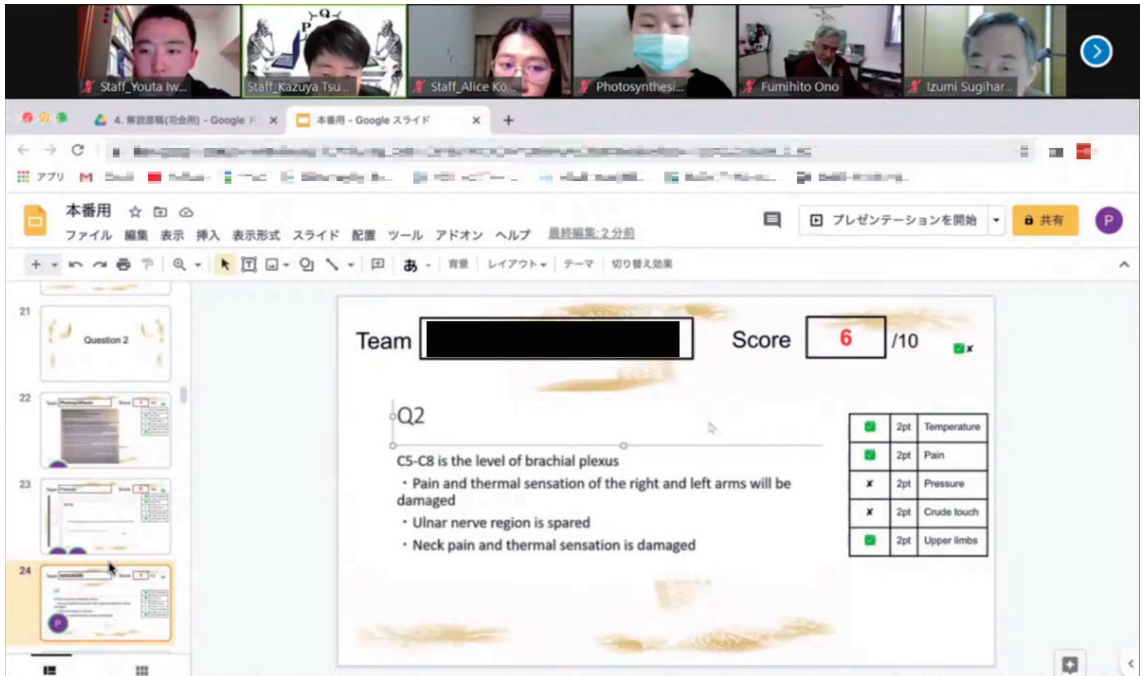 P-Q
Staff_Youta Iw...
Staff_Kazuya Tsu...
Staff_Alice Ko...
Photosynthesi...
Fumihito Ono
Izumi Sugihar...
4. 解説原稿(司会用) - Google ド
本番用 - Google スライド
アプリ
本番用
ファイル 編集 表示 挿入 表示形式 スライド 配置 ツール アドオン ヘルプ 最終編集: 2 分前
プレゼンテーションを開始
共有
P
あ 背景 レイアウト テーマ 切り替え効果
21
Question 2
22
23
24
P
Team
Score 6 /10
Q2
C5-C8 is the level of brachial plexus
・Pain and thermal sensation of the right and left arms will be
damaged
・Ulnar nerve region is spared
・Neck pain and thermal sensation is damaged
2pt Temperature
2pt Pain
x 2pt Pressure
x 2pt Crude touch
2pt Upper limbs